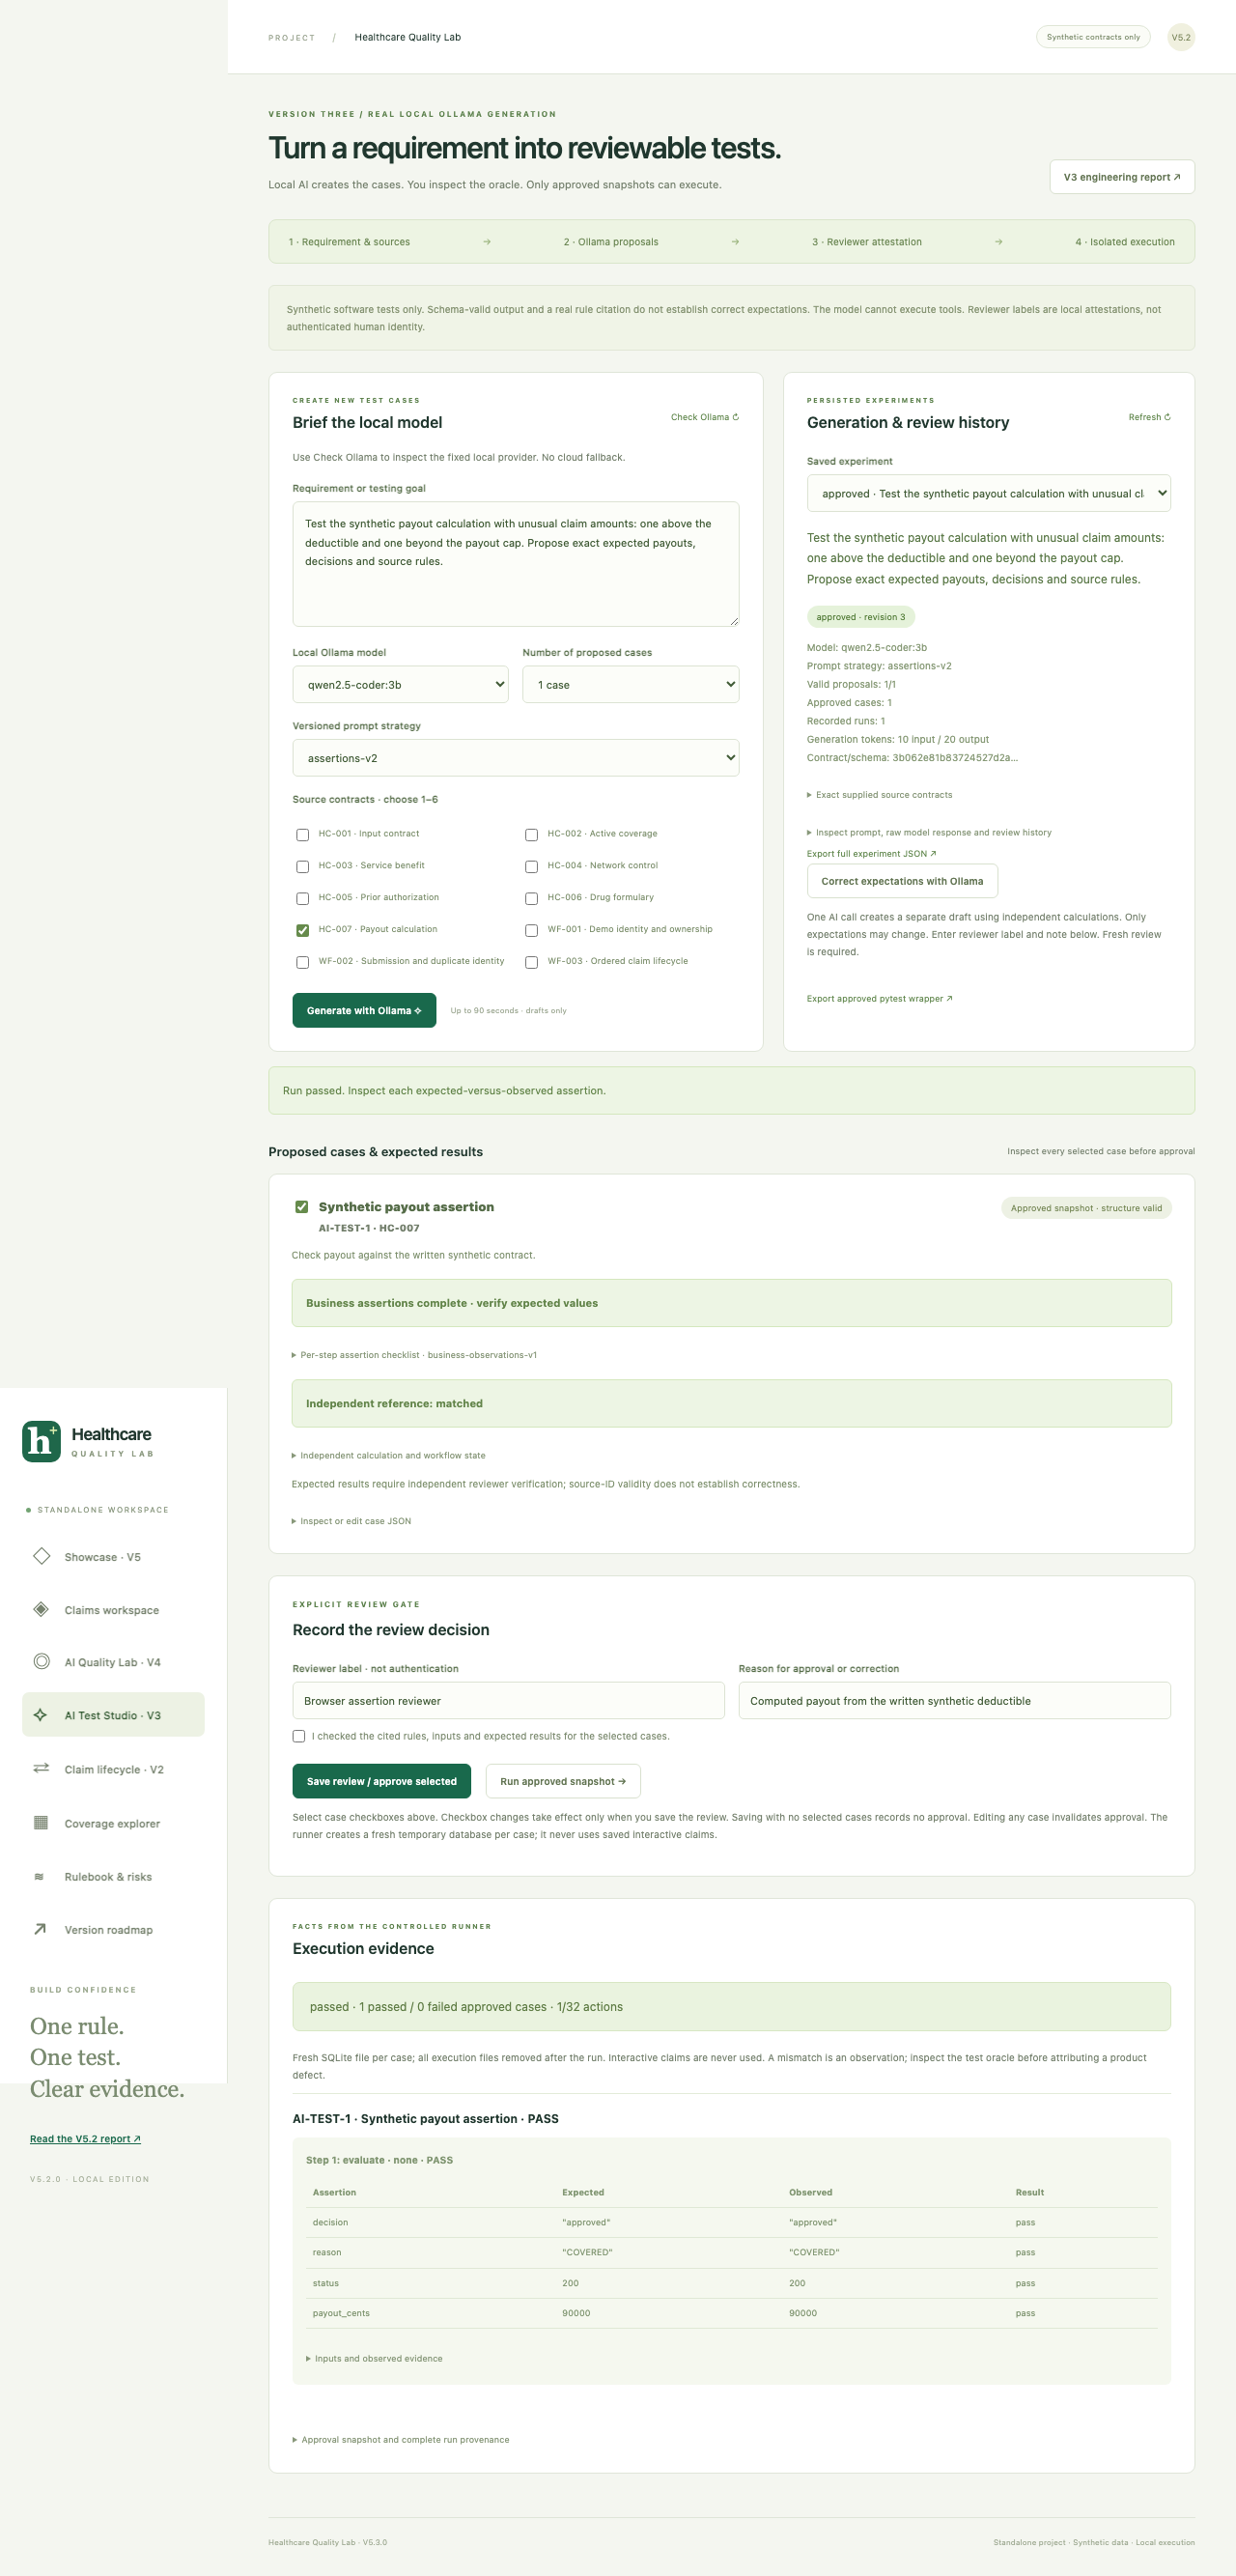 PROJECT / Healthcare Quality Lab
Synthetic contracts only
V5.2
VERSION THREE / REAL LOCAL OLLAMA GENERATION
Turn a requirement into reviewable tests.
Local AI creates the cases. You inspect the oracle. Only approved snapshots can execute.
V3 engineering report ↗
1 · Requirement & sources → 2 · Ollama proposals → 3 · Reviewer attestation → 4 · Isolated execution
Synthetic software tests only. Schema-valid output and a real rule citation do not establish correct expectations. The model cannot execute tools. Reviewer labels are local attestations, not
authenticated human identity.
CREATE NEW TEST CASES
Brief the local model
Check Ollama ↻
Use Check Ollama to inspect the fixed local provider. No cloud fallback.
Requirement or testing goal
Test the synthetic payout calculation with unusual claim amounts: one above the
deductible and one beyond the payout cap. Propose exact expected payouts,
decisions and source rules.
Local Ollama model
Number of proposed cases
qwen2.5-coder:3b
1 case
Versioned prompt strategy
assertions-v2
Source contracts · choose 1–6
HC-001 · Input contract
HC-002 · Active coverage
HC-003 · Service benefit
HC-004 · Network control
HC-005 · Prior authorization
HC-006 · Drug formulary
HC-007 · Payout calculation
WF-001 · Demo identity and ownership
WF-002 · Submission and duplicate identity
WF-003 · Ordered claim lifecycle
Generate with Ollama ✧
Up to 90 seconds · drafts only
PERSISTED EXPERIMENTS
Generation & review history
Refresh ↻
Saved experiment
approved · Test the synthetic payout calculation with unusual cl
Test the synthetic payout calculation with unusual claim amounts:
one above the deductible and one beyond the payout cap.
Propose exact expected payouts, decisions and source rules.
approved · revision 3
Model: qwen2.5-coder:3b
Prompt strategy: assertions-v2
Valid proposals: 1/1
Approved cases: 1
Recorded runs: 1
Generation tokens: 10 input / 20 output
Contract/schema: 3b062e81b83724527d2a…
▸ Exact supplied source contracts
▸ Inspect prompt, raw model response and review history
Export full experiment JSON ↗
Correct expectations with Ollama
One AI call creates a separate draft using independent calculations. Only
expectations may change. Enter reviewer label and note below. Fresh review
is required.
Export approved pytest wrapper ↗
Run passed. Inspect each expected-versus-observed assertion.
Proposed cases & expected results
Inspect every selected case before approval
Synthetic payout assertion
AI-TEST-1 · HC-007
Approved snapshot · structure valid
Check payout against the written synthetic contract.
Business assertions complete · verify expected values
▸ Per-step assertion checklist · business-observations-v1
Independent reference: matched
▸ Independent calculation and workflow state
Expected results require independent reviewer verification; source-ID validity does not establish correctness.
▸ Inspect or edit case JSON
h+
Healthcare
QUALITY LAB
STANDALONE WORKSPACE
Showcase · V5
Claims workspace
AI Quality Lab · V4
AI Test Studio · V3
Claim lifecycle · V2
Coverage explorer
Rulebook & risks
Version roadmap
BUILD CONFIDENCE
One rule.
One test.
Clear evidence.
Read the V5.2 report ↗
V5.2.0 · LOCAL EDITION
EXPLICIT REVIEW GATE
Record the review decision
Reviewer label · not authentication
Reason for approval or correction
Browser assertion reviewer
Computed payout from the written synthetic deductible
I checked the cited rules, inputs and expected results for the selected cases.
Save review / approve selected
Run approved snapshot →
Select case checkboxes above. Checkbox changes take effect only when you save the review. Saving with no selected cases records no approval. Editing any case invalidates approval. The
runner creates a fresh temporary database per case; it never uses saved interactive claims.
FACTS FROM THE CONTROLLED RUNNER
Execution evidence
passed · 1 passed / 0 failed approved cases · 1/32 actions
Fresh SQLite file per case; all execution files removed after the run. Interactive claims are never used. A mismatch is an observation; inspect the test oracle before attributing a product
defect.
AI-TEST-1 · Synthetic payout assertion · PASS
Step 1: evaluate · none · PASS
Assertion Expected Observed Result
decision "approved" "approved" pass
reason "COVERED" "COVERED" pass
status 200 200 pass
payout_cents 90000 90000 pass
▸ Inputs and observed evidence
▸ Approval snapshot and complete run provenance
Healthcare Quality Lab · V5.3.0
Standalone project · Synthetic data · Local execution